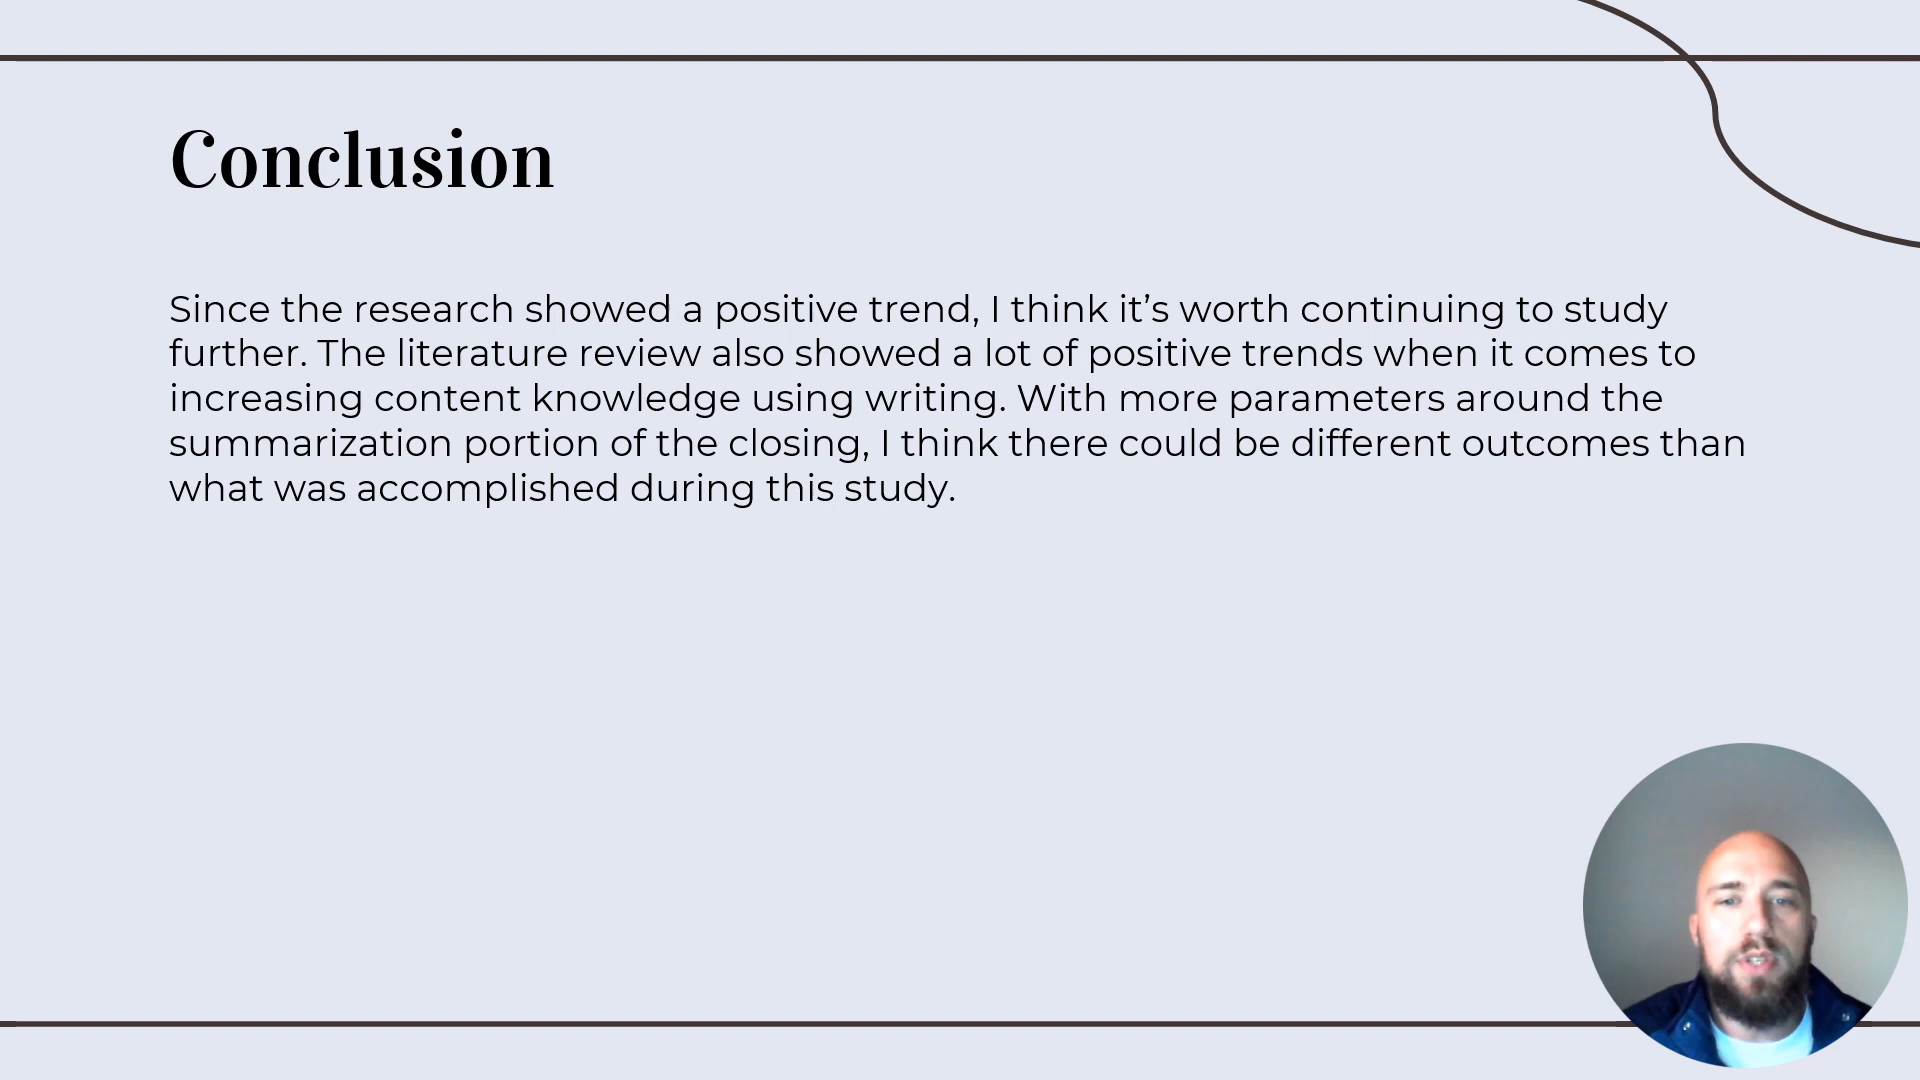 Conclusion
Since the research showed a positive trend, I think it’s worth continuing to study
further. The literature review also showed a lot of positive trends when it comes to
increasing content knowledge using writing. With more parameters around the
summarization portion of the closing, I think there could be different outcomes than
what was accomplished during this study.